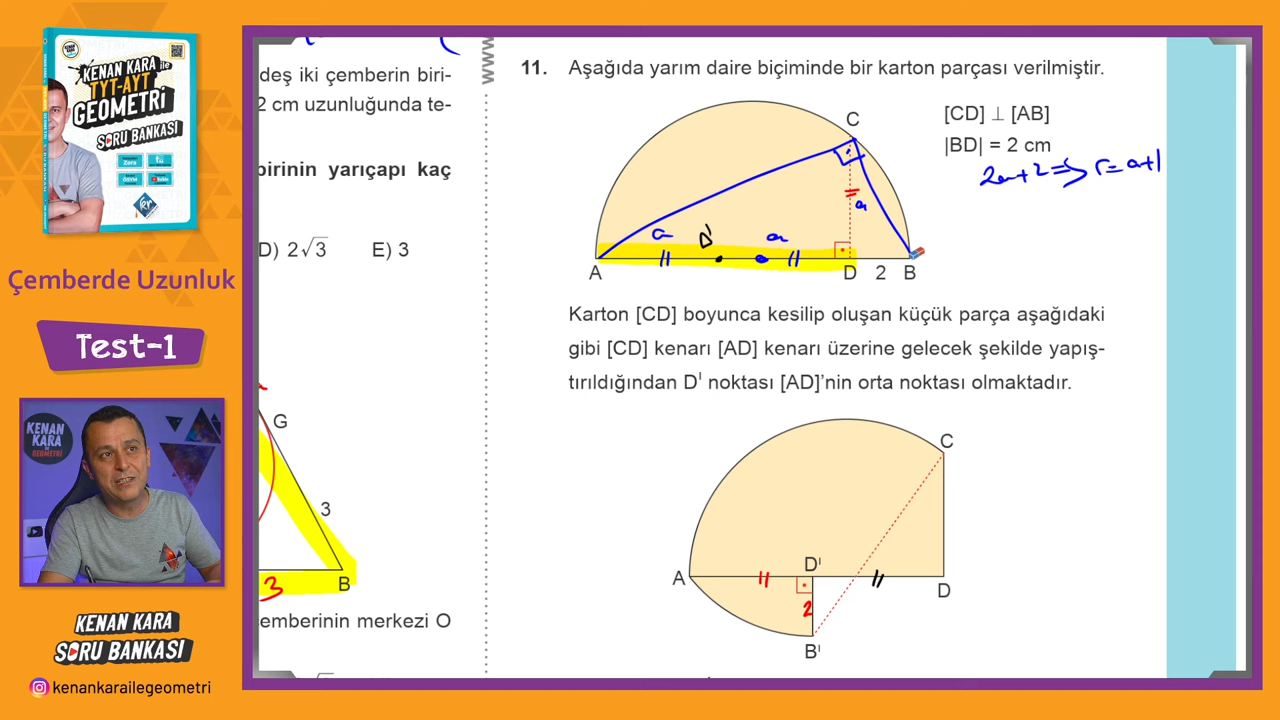 KENAN KARA ile
TYT-AYT
GEOMETRİ
SORU BANKASI
Çemberde Uzunluk
Test-1
KENAN
KARA
GEOMETRİ
KENAN KARA
SORU BANKASI
kenankarailegeometri
deş iki çemberin biri-
2 cm uzunluğunda te-
birinin yarıçapı kaç
D) 2√3 E) 3
G
3
B
3
emberinin merkezi O
11. Aşağıda yarım daire biçiminde bir karton parçası verilmiştir.
C
[CD] ⊥ [AB]
|BD| = 2 cm
2a+2 => r=a+1
a D' a a
A D 2 B
Karton [CD] boyunca kesilip oluşan küçük parça aşağıdaki
gibi [CD] kenarı [AD] kenarı üzerine gelecek şekilde yapış-
tırıldığından D' noktası [AD]'nin orta noktası olmaktadır.
C
D'
A D
2
B'